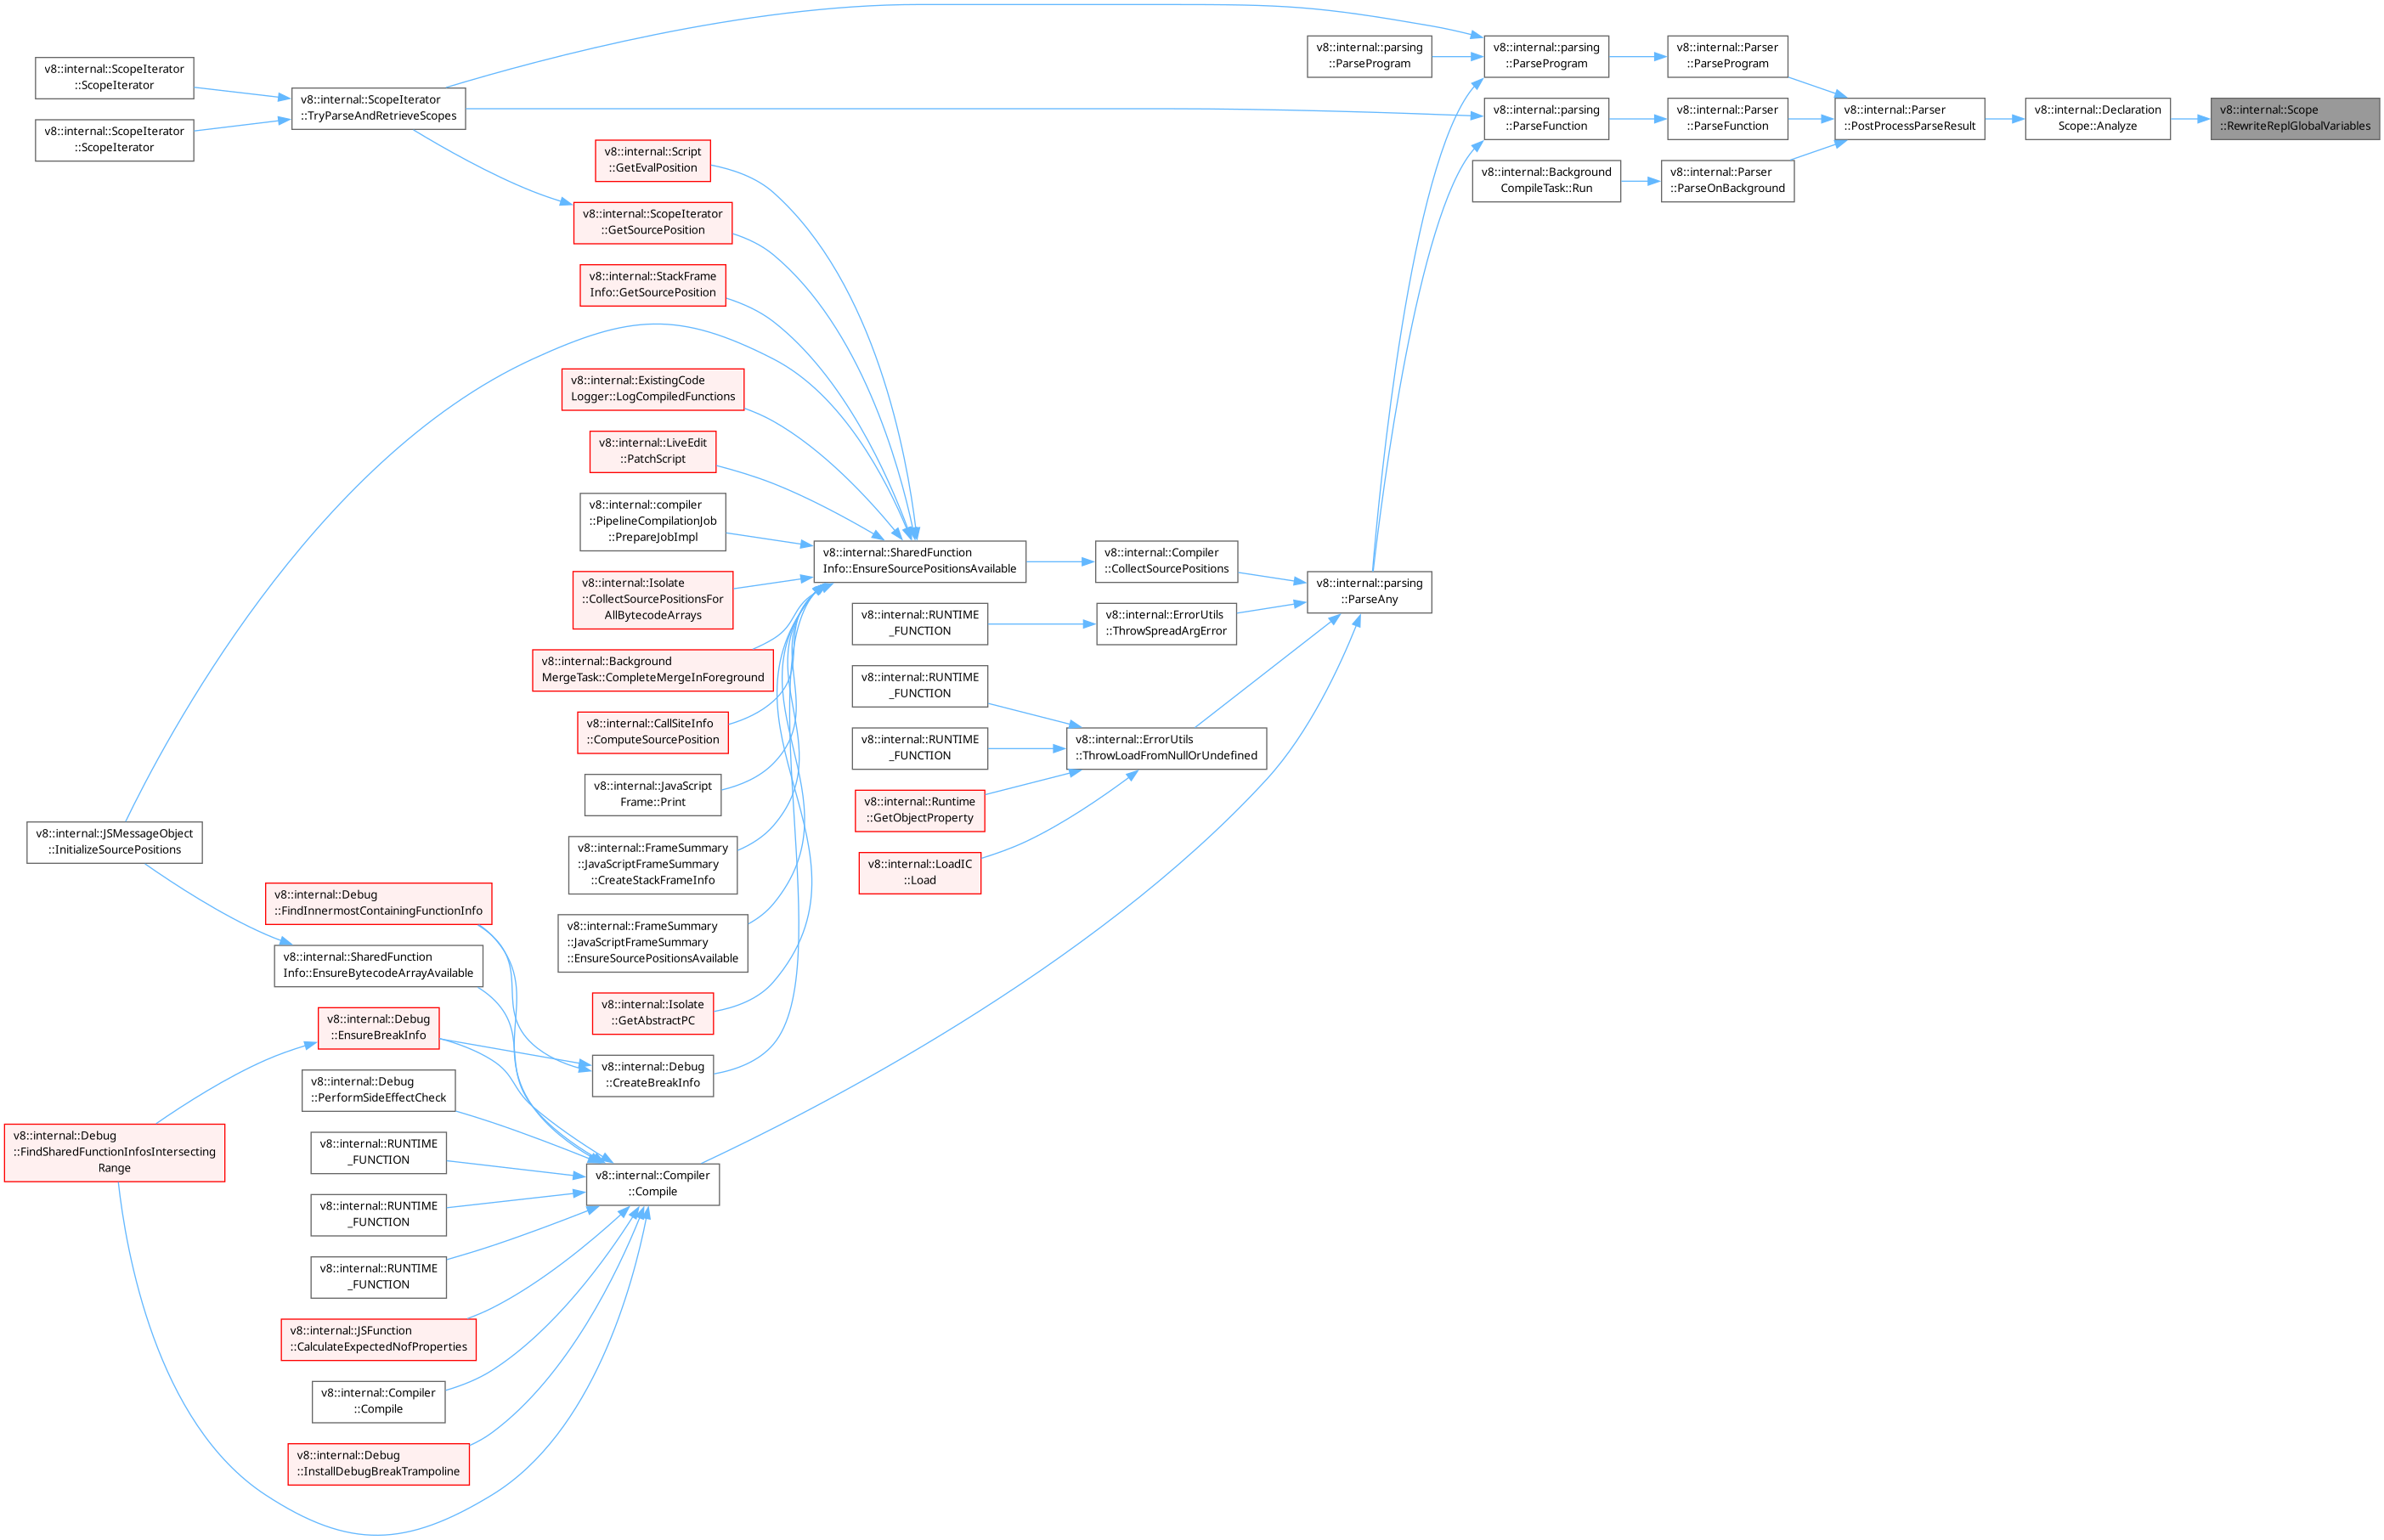 v8::internal::Scope
::RewriteReplGlobalVariables
v8::internal::Declaration
Scope::Analyze
v8::internal::Parser
::PostProcessParseResult
v8::internal::Parser
::ParseProgram
v8::internal::parsing
::ParseProgram
v8::internal::parsing
::ParseProgram
v8::internal::Parser
::ParseFunction
v8::internal::parsing
::ParseFunction
v8::internal::Parser
::ParseOnBackground
v8::internal::Background
CompileTask::Run
v8::internal::ScopeIterator
::TryParseAndRetrieveScopes
v8::internal::ScopeIterator
::ScopeIterator
v8::internal::ScopeIterator
::ScopeIterator
v8::internal::Script
::GetEvalPosition
v8::internal::ScopeIterator
::GetSourcePosition
v8::internal::StackFrame
Info::GetSourcePosition
v8::internal::ExistingCode
Logger::LogCompiledFunctions
v8::internal::LiveEdit
::PatchScript
v8::internal::compiler
::PipelineCompilationJob
::PrepareJobImpl
v8::internal::Isolate
::CollectSourcePositionsFor
AllBytecodeArrays
v8::internal::Background
MergeTask::CompleteMergeInForeground
v8::internal::CallSiteInfo
::ComputeSourcePosition
v8::internal::JavaScript
Frame::Print
v8::internal::FrameSummary
::JavaScriptFrameSummary
::CreateStackFrameInfo
v8::internal::FrameSummary
::JavaScriptFrameSummary
::EnsureSourcePositionsAvailable
v8::internal::Isolate
::GetAbstractPC
v8::internal::Debug
::CreateBreakInfo
v8::internal::SharedFunction
Info::EnsureSourcePositionsAvailable
v8::internal::Compiler
::CollectSourcePositions
v8::internal::parsing
::ParseAny
v8::internal::ErrorUtils
::ThrowSpreadArgError
v8::internal::RUNTIME
_FUNCTION
v8::internal::RUNTIME
_FUNCTION
v8::internal::RUNTIME
_FUNCTION
v8::internal::ErrorUtils
::ThrowLoadFromNullOrUndefined
v8::internal::Runtime
::GetObjectProperty
v8::internal::LoadIC
::Load
v8::internal::JSMessageObject
::InitializeSourcePositions
v8::internal::Debug
::FindInnermostContainingFunctionInfo
v8::internal::SharedFunction
Info::EnsureBytecodeArrayAvailable
v8::internal::Debug
::EnsureBreakInfo
v8::internal::Debug
::PerformSideEffectCheck
v8::internal::Debug
::FindSharedFunctionInfosIntersecting
Range
v8::internal::RUNTIME
_FUNCTION
v8::internal::RUNTIME
_FUNCTION
v8::internal::RUNTIME
_FUNCTION
v8::internal::Compiler
::Compile
v8::internal::JSFunction
::CalculateExpectedNofProperties
v8::internal::Compiler
::Compile
v8::internal::Debug
::InstallDebugBreakTrampoline